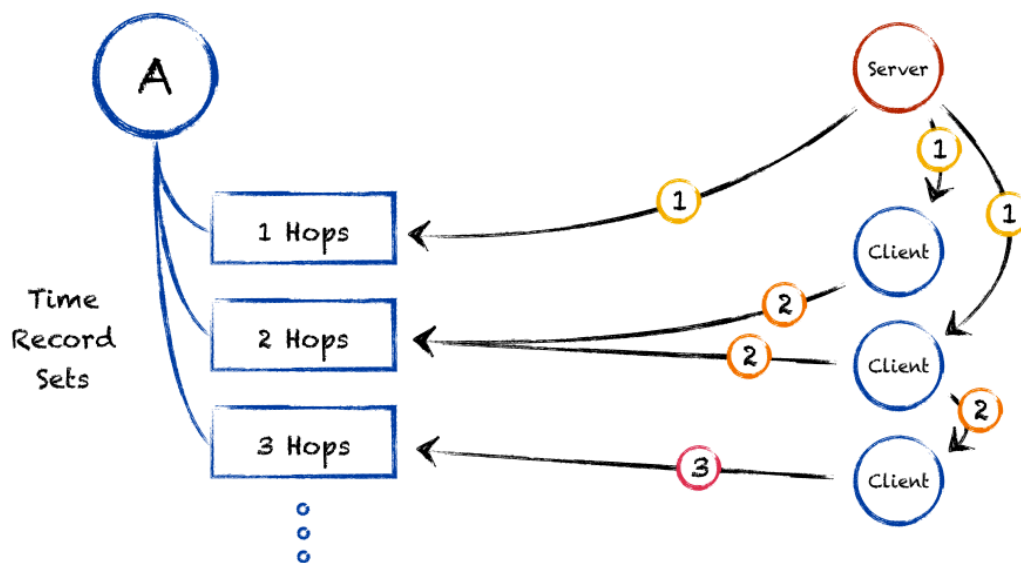 A
Server
1
1
1
1 Hops
Client
2
2 Hops
2
Client
Time
Record
Sets
2
3 Hops
3
Client